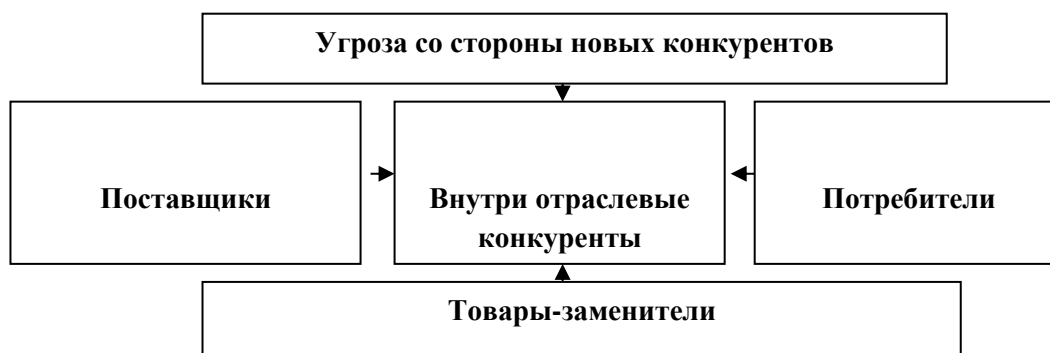 Угроза со стороны новых конкурентов
Поставщики
Внутри отраслевые
конкуренты
Потребители
Товары-заменители